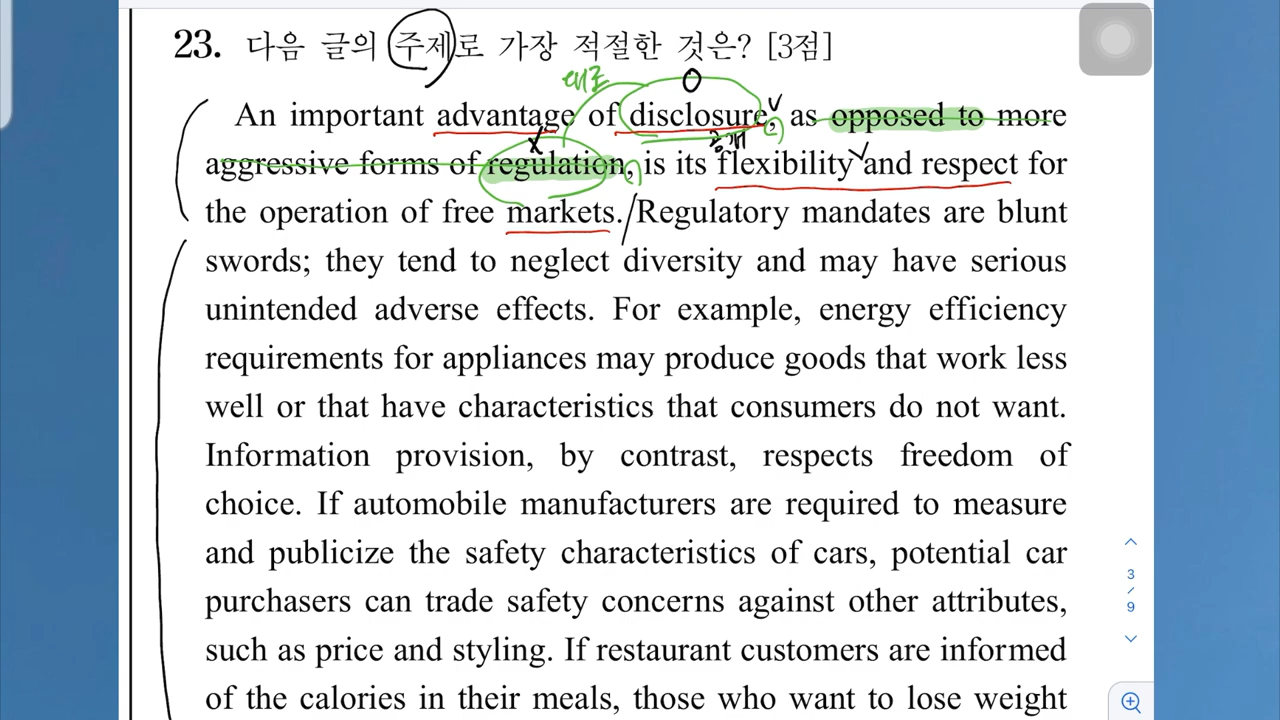 23. 다음 글의 주제로 가장 적절한 것은? [3점]
대조
An important advantage of disclosure, as opposed to more
공개
aggressive forms of regulation, is its flexibility and respect for
the operation of free markets. Regulatory mandates are blunt
swords; they tend to neglect diversity and may have serious
unintended adverse effects. For example, energy efficiency
requirements for appliances may produce goods that work less
well or that have characteristics that consumers do not want.
Information provision, by contrast, respects freedom of
choice. If automobile manufacturers are required to measure
and publicize the safety characteristics of cars, potential car
purchasers can trade safety concerns against other attributes,
such as price and styling. If restaurant customers are informed
of the calories in their meals, those who want to lose weight
3
9